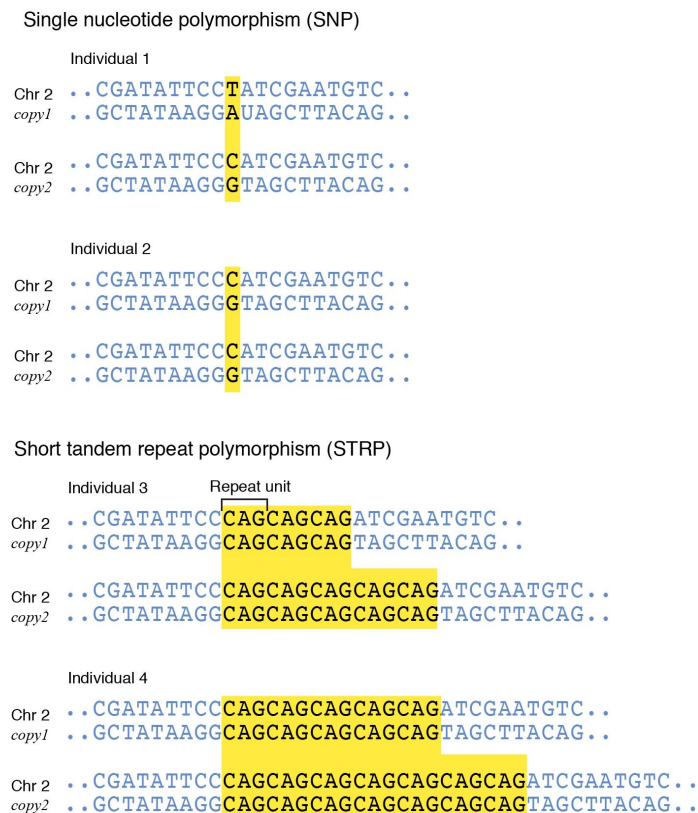 Single nucleotide polymorphism (SNP)
Individual 1
Chr 2 ..CGATATTCCTATCGAATGTC..
copy1 ..GCTATAAGGAUAGCTTACAG..
Chr 2 ..CGATATTCCCATCGAATGTC..
copy2 ..GCTATAAGGGTAGCTTACAG..
Individual 2
Chr 2 ..CGATATTCCCATCGAATGTC..
copy1 ..GCTATAAGGGTAGCTTACAG..
Chr 2 ..CGATATTCCCATCGAATGTC..
copy2 ..GCTATAAGGGTAGCTTACAG..
Short tandem repeat polymorphism (STRP)
Individual 3 Repeat unit
Chr 2 ..CGATATTCCCAGCAGCAGATCGAATGTC..
copy1 ..GCTATAAGGCAGCAGCAGTAGCTTACAG..
Chr 2 ..CGATATTCCCAGCAGCAGCAGCAGATCGAATGTC..
copy2 ..GCTATAAGGCAGCAGCAGCAGCAGTAGCTTACAG..
Individual 4
Chr 2 ..CGATATTCCCAGCAGCAGCAGCAGATCGAATGTC..
copy1 ..GCTATAAGGCAGCAGCAGCAGCAGTAGCTTACAG..
Chr 2 ..CGATATTCCCAGCAGCAGCAGCAGCAGCAGATCGAATGTC..
copy2 ..GCTATAAGGCAGCAGCAGCAGCAGCAGCAGTAGCTTACAG..